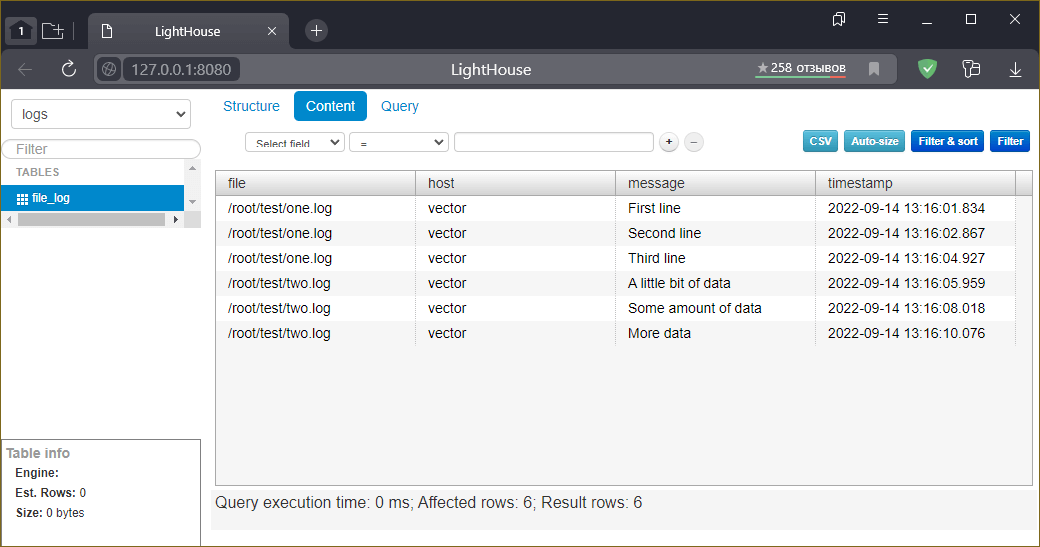 1
LightHouse
127.0.0.1:8080
LightHouse
★258 отзывов
logs
Structure
Content
Query
Filter
Select field
=
+
−
CSV
Auto-size
Filter & sort
Filter
TABLES
file_log
file host message timestamp
/root/test/one.log vector First line 2022-09-14 13:16:01.834
/root/test/one.log vector Second line 2022-09-14 13:16:02.867
/root/test/one.log vector Third line 2022-09-14 13:16:04.927
/root/test/two.log vector A little bit of data 2022-09-14 13:16:05.959
/root/test/two.log vector Some amount of data 2022-09-14 13:16:08.018
/root/test/two.log vector More data 2022-09-14 13:16:10.076
Table info
Engine:
Est. Rows: 0
Size: 0 bytes
Query execution time: 0 ms; Affected rows: 6; Result rows: 6